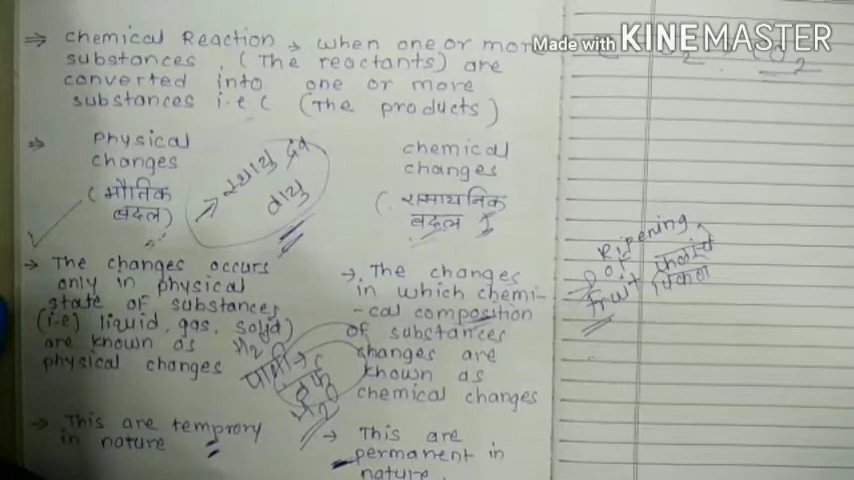 ⇒ chemical Reaction → when one or more
substances (The reactants) are
converted into one or more
substances i.e (The products)
Made with KINEMASTER
⇒ Physical
changes
(भौतिक
बदल)
→ स्थायु द्रव
वायु
chemical
changes
(रासायनिक
बदल)
→ The changes occurs
only in physical
state of substances
(i.e) liquid, gas, solid)
are known as
physical changes
→ The changes
in which chemi-
-cal composition
of substances
changes are
known as
chemical changes
पाणी →
बर्फ
→ This are temprory
in nature
→ This are
permanent in
nature.
Ripening
of
fruit
पिकन